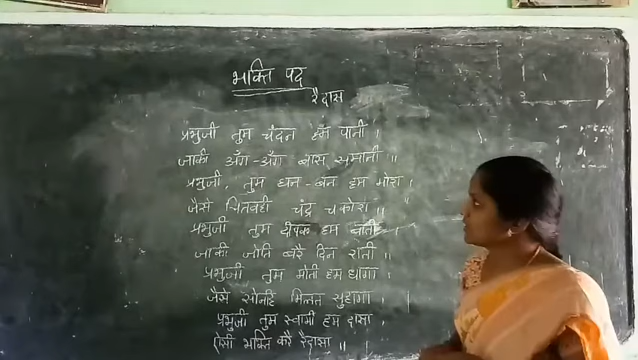 भक्ति पद
रैदास
प्रभुजी तुम चंदन हम पानी ।
जाकी अँग-अँग बास समानी ॥
प्रभुजी, तुम घन-बन हम मोरा ,
जैसे चितवही चंद्र चकोरा ॥
प्रभुजी तुम दीपक हम बाती ।
जाकी जोति बरै दिन राती ॥
प्रभुजी तुम मोती हम धागा ।
जैसे सोनहि मिलत सुहागा ।
प्रभुजी तुम स्वामी हम दासा ,
ऐसी भक्ति करै रैदासा ॥